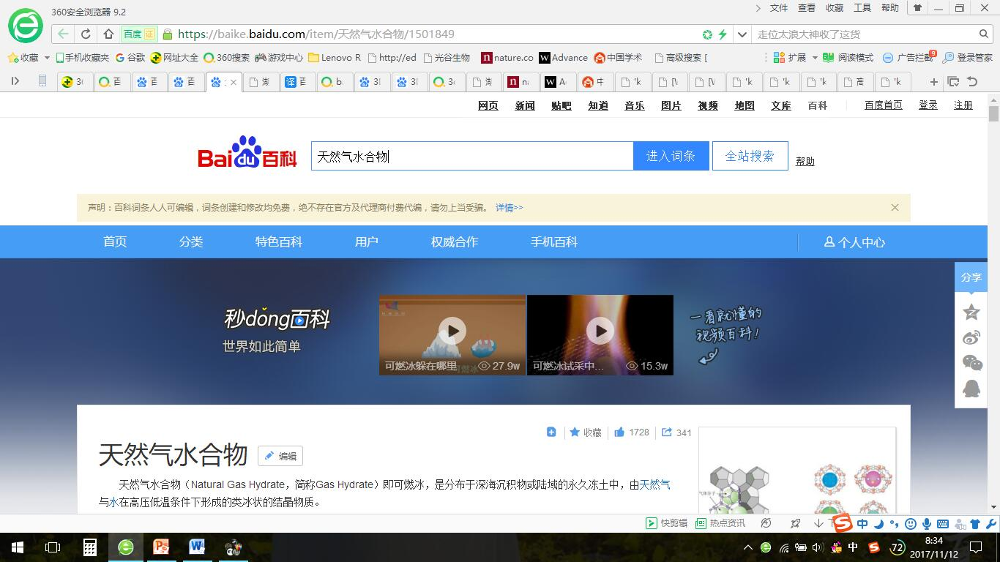 360安全浏览器 9.2
文件 查看 收藏 工具 帮助
百度 证 https://baike.baidu.com/item/天然气水合物/1501849
走位太浪大神收了这货
收藏 手机收藏夹 谷歌 网址大全 360搜索 游戏中心 Lenovo R http://ed 光谷生物 nature.co Advance 中国学术 高级搜索 [ 扩展 阅读模式 广告拦截 9 登录管家
网页 新闻 贴吧 知道 音乐 图片 视频 地图 文库 百科 百度首页 登录 注册
Baidu百科
天然气水合物
进入词条 全站搜索 帮助
声明：百科词条人人可编辑，词条创建和修改均免费，绝不存在官方及代理商付费代编，请勿上当受骗。 详情>>
首页 分类 特色百科 用户 权威合作 手机百科 个人中心
分享
秒dǒng百科
世界如此简单
可燃冰躲在哪里 27.9w
可燃冰试采中... 15.3w
一看就懂的
视频百科!
收藏 1728 341
天然气水合物 编辑
天然气水合物（Natural Gas Hydrate，简称Gas Hydrate）即可燃冰，是分布于深海沉积物或陆域的永久冻土中，由天然气
与水在高压低温条件下形成的类冰状的结晶物质。
气体分子
快剪辑 热点资讯 中
中 72 8:34
2017/11/12